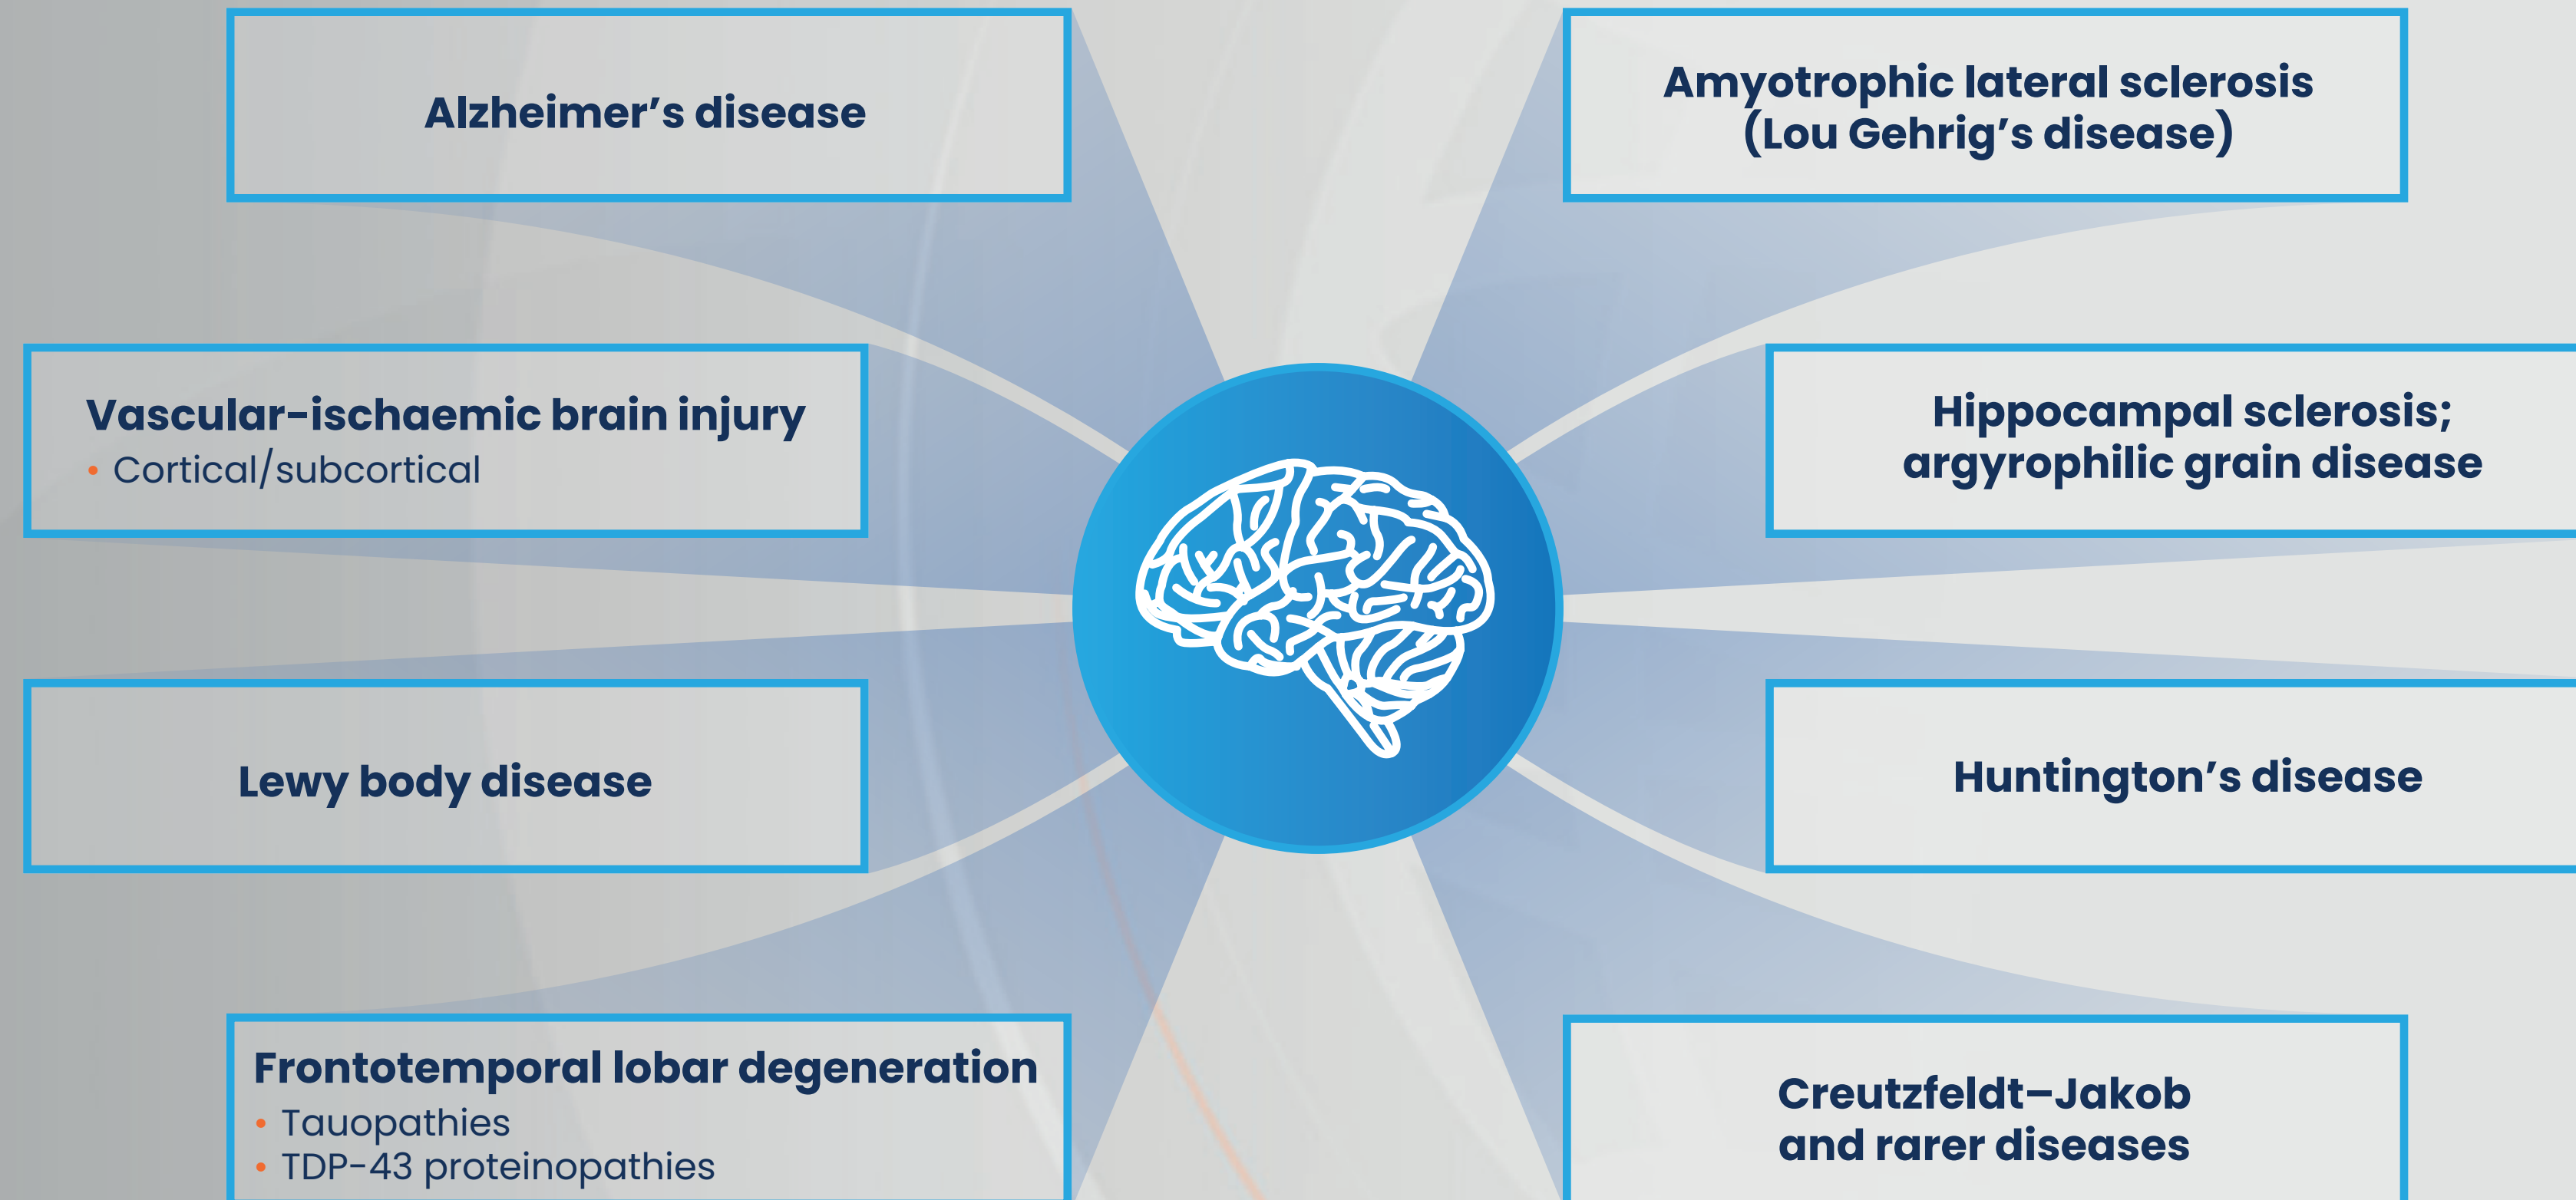 Alzheimer’s disease
Amyotrophic lateral sclerosis
(Lou Gehrig’s disease)
Vascular-ischaemic brain injury
• Cortical/subcortical
Hippocampal sclerosis;
argyrophilic grain disease
Lewy body disease
Huntington’s disease
Frontotemporal lobar degeneration
• Tauopathies
• TDP-43 proteinopathies
Creutzfeldt–Jakob
and rarer diseases